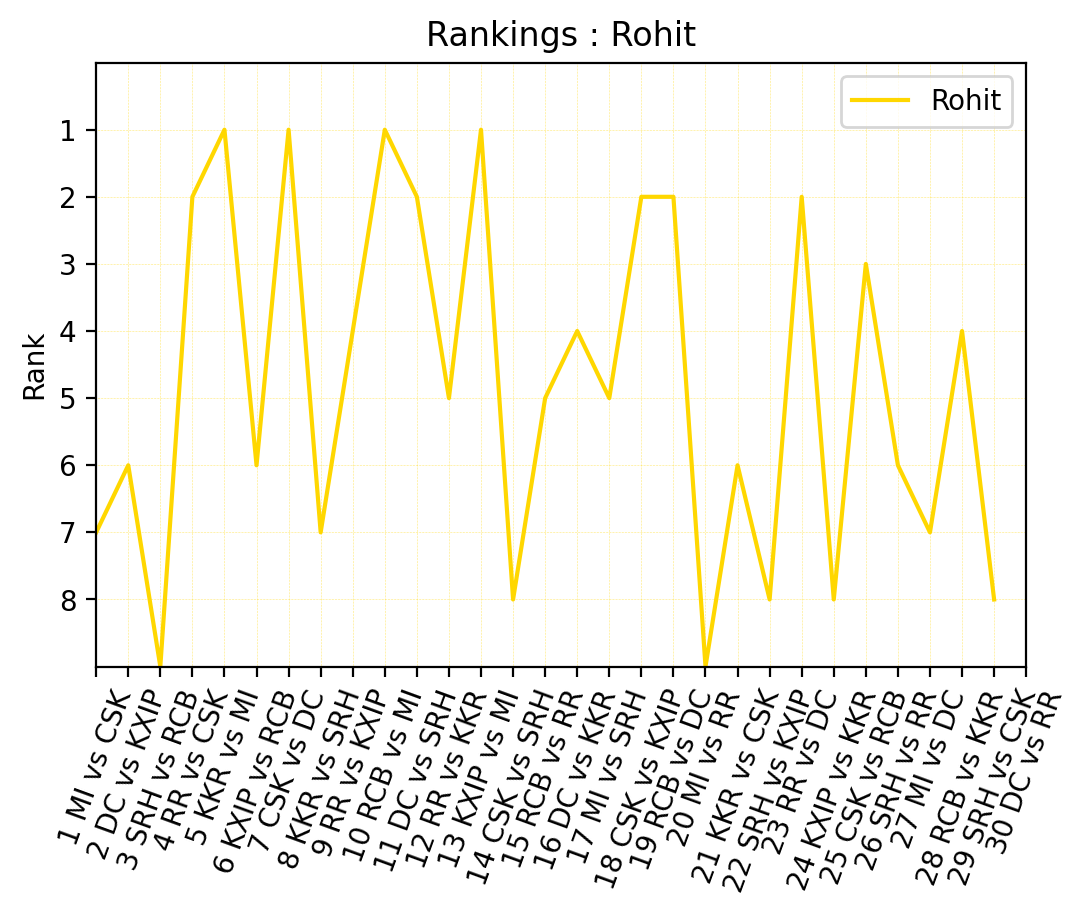 Rankings : Rohit
Rohit
Rank
1
2
3
4
5
6
7
8
1 MI vs CSK
2 DC vs KXIP
3 SRH vs RCB
4 RR vs CSK
5 KKR vs MI
6 KXIP vs RCB
7 CSK vs DC
8 KKR vs SRH
9 RR vs KXIP
10 RCB vs MI
11 DC vs SRH
12 RR vs KKR
13 KXIP vs MI
14 CSK vs SRH
15 RCB vs RR
16 DC vs KKR
17 MI vs SRH
18 CSK vs KXIP
19 RCB vs DC
20 MI vs RR
21 KKR vs CSK
22 SRH vs KXIP
23 RR vs DC
24 KXIP vs KKR
25 CSK vs RCB
26 SRH vs RR
27 MI vs DC
28 RCB vs KKR
29 SRH vs CSK
30 DC vs RR